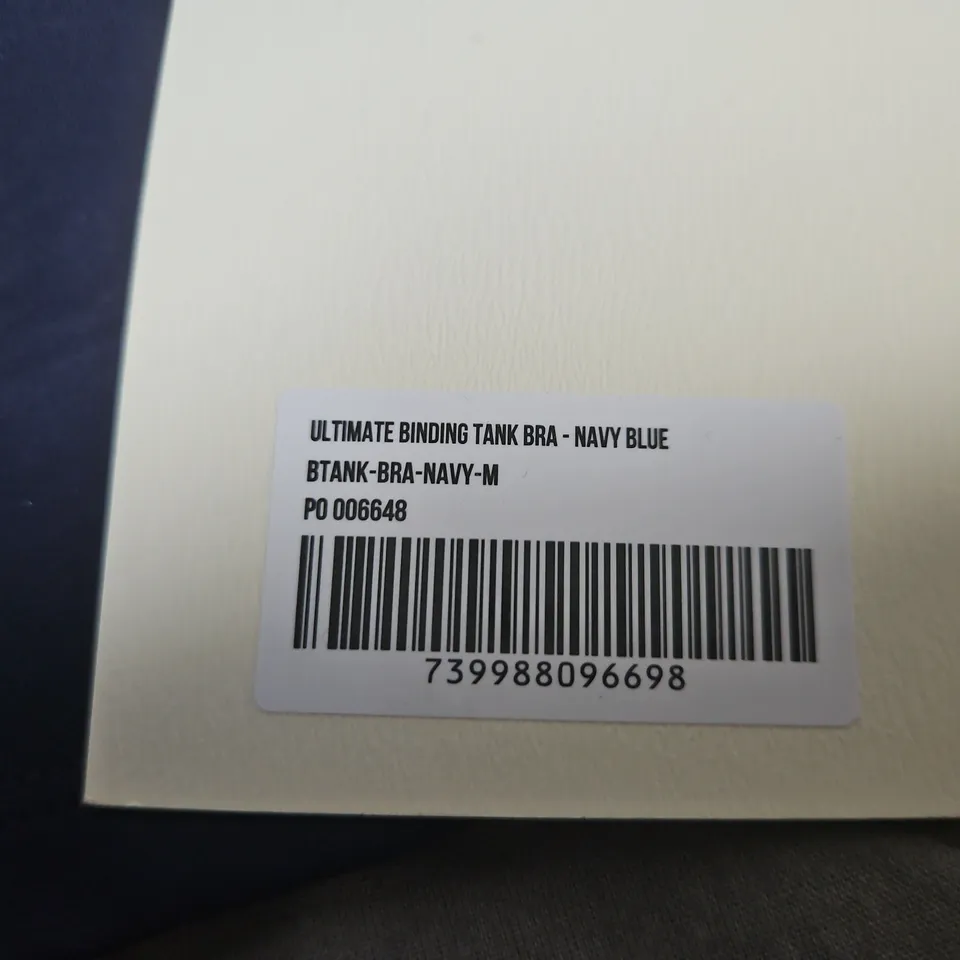 ULTIMATE BINDING TANK BRA - NAVY BLUE
BTANK-BRA-NAVY-M
PO 006648
739988096698